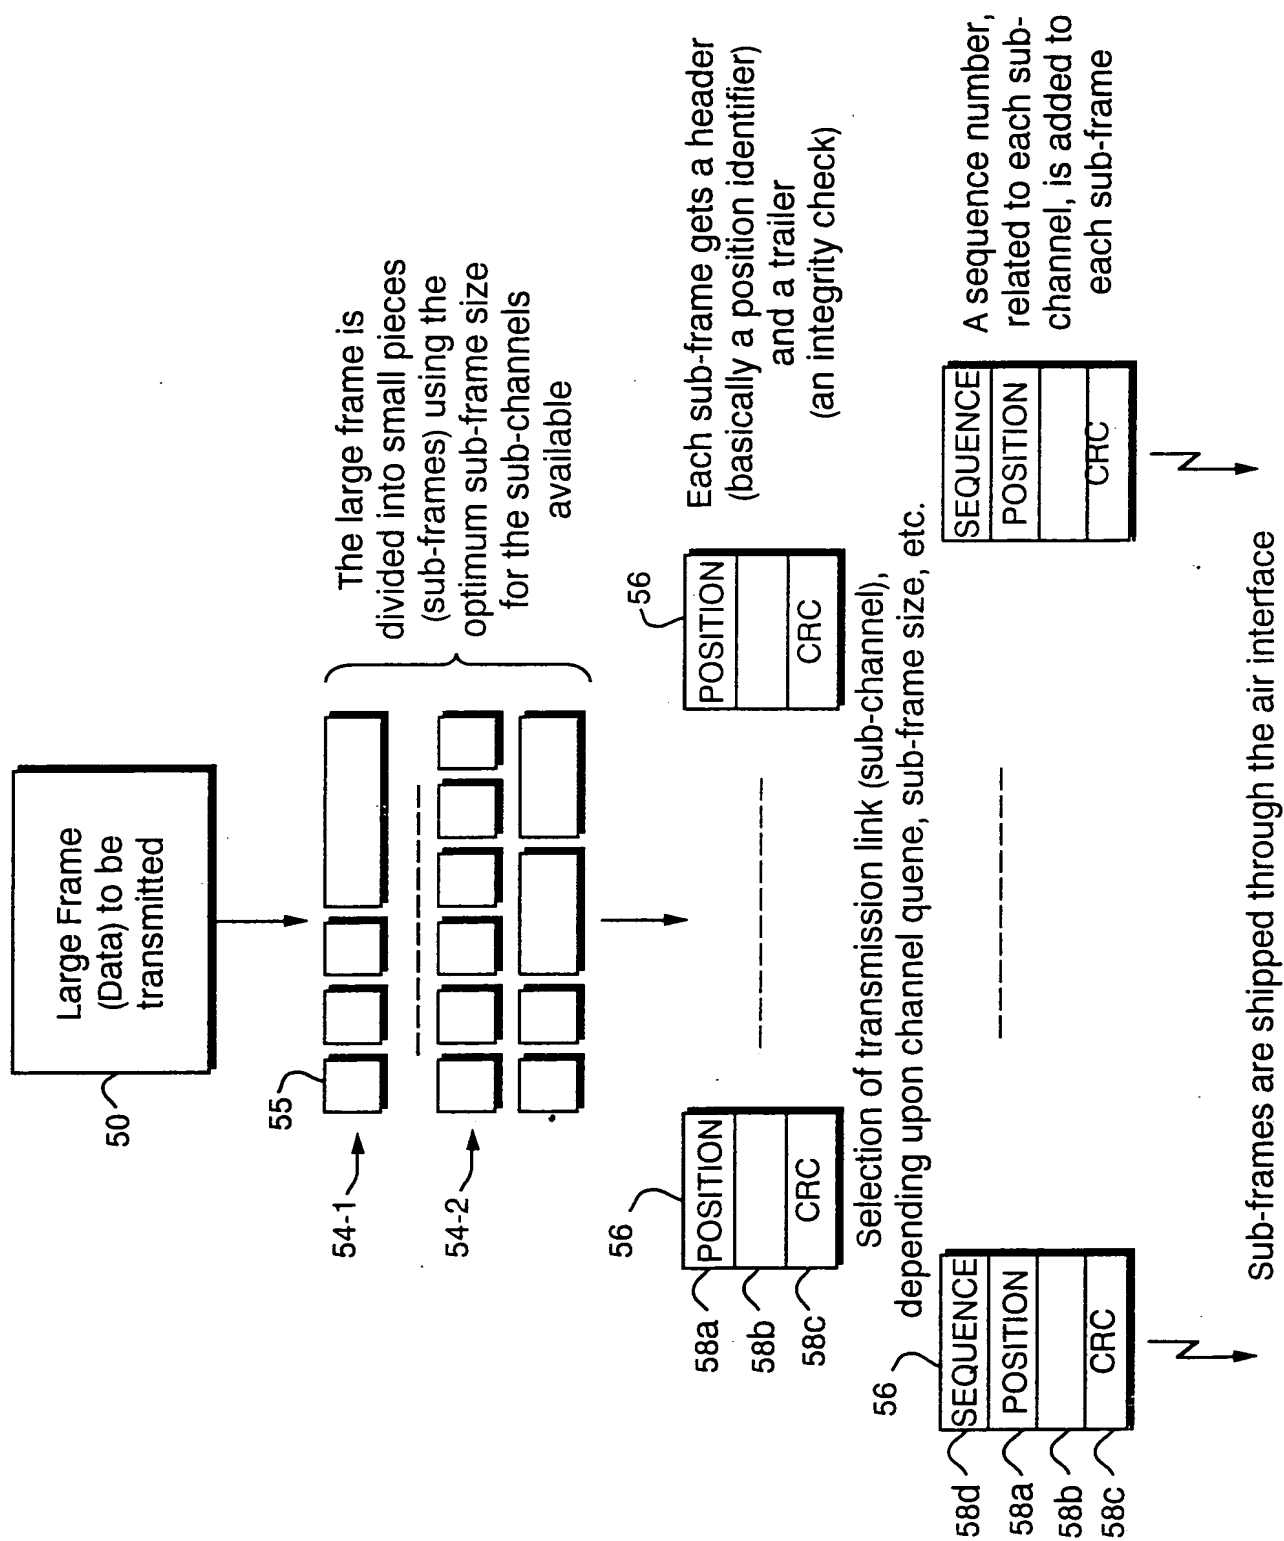 Large Frame
(Data) to be
transmitted
50
55
54-1
54-2
The large frame is
divided into small pieces
(sub-frames) using the
optimum sub-frame size
for the sub-channels
available
56
POSITION
CRC
58a
58b
58c
56
POSITION
CRC
Each sub-frame gets a header
(basically a position identifier)
and a trailer
(an integrity check)
Selection of transmission link (sub-channel),
depending upon channel quene, sub-frame size, etc.
56
SEQUENCE
POSITION
CRC
58d
58a
58b
58c
SEQUENCE
POSITION
CRC
A sequence number,
related to each sub-
channel, is added to
each sub-frame
Sub-frames are shipped through the air interface